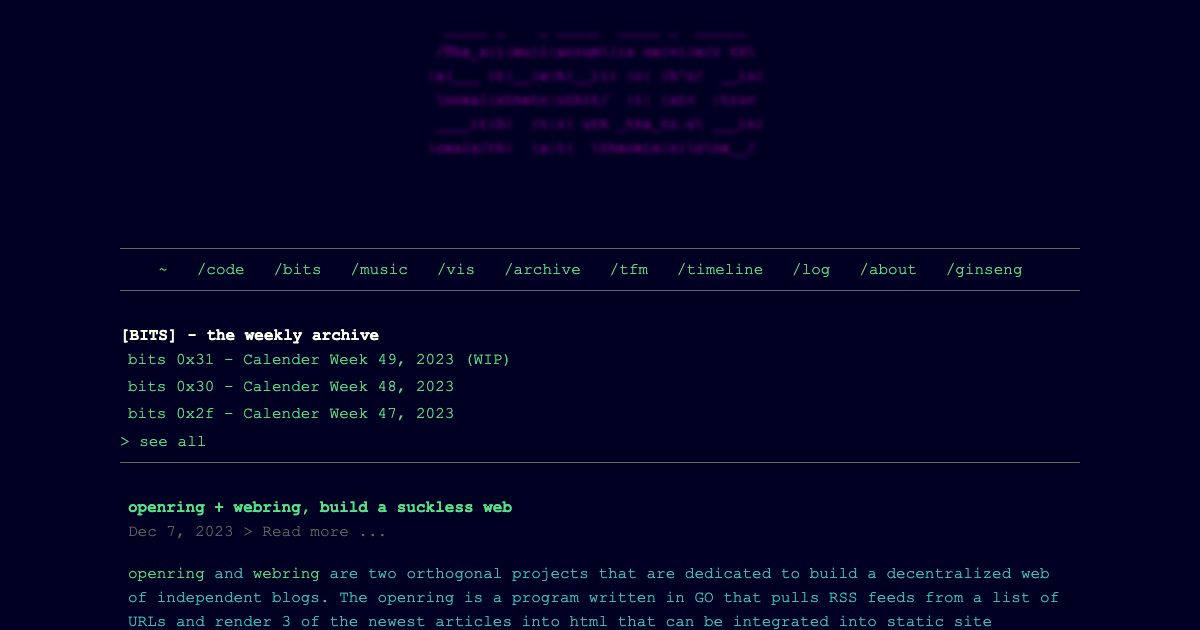 ~ /code /bits /music /vis /archive /tfm /timeline /log /about /ginseng
[BITS] - the weekly archive
bits 0x31 - Calender Week 49, 2023 (WIP)
bits 0x30 - Calender Week 48, 2023
bits 0x2f - Calender Week 47, 2023
> see all
openring + webring, build a suckless web
Dec 7, 2023 > Read more ...
openring and webring are two orthogonal projects that are dedicated to build a decentralized web
of independent blogs. The openring is a program written in GO that pulls RSS feeds from a list of
URLs and render 3 of the newest articles into html that can be integrated into static site